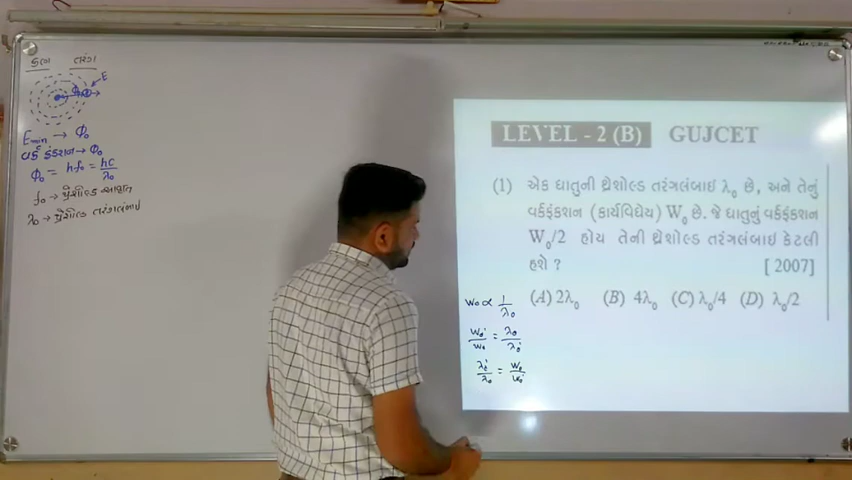 કણ તરંગ
E
Emin → ϕ₀
વર્ક ફંકશન → ϕ₀
ϕ₀ = hf₀ = hc/λ₀
f₀ → થ્રેશોલ્ડ આવૃતિ
λ₀ → થ્રેશોલ્ડ તરંગલંબાઇ
LEVEL - 2 (B) GUJCET
(1) એક ધાતુની થ્રેશોલ્ડ તરંગલંબાઇ λ₀ છે, અને તેનું
વર્કફંકશન (કાર્યવિધેય) W₀ છે. જે ધાતુનું વર્કફંકશન
W₀/2 હોય તેની થ્રેશોલ્ડ તરંગલંબાઇ કેટલી
હશે ? [ 2007]
(A) 2λ₀ (B) 4λ₀ (C) λ₀/4 (D) λ₀/2
W₀ ∝ 1/λ₀
W₀'/W₀ = λ₀/λ₀'
λ₀'/λ₀ = W₀/W₀'